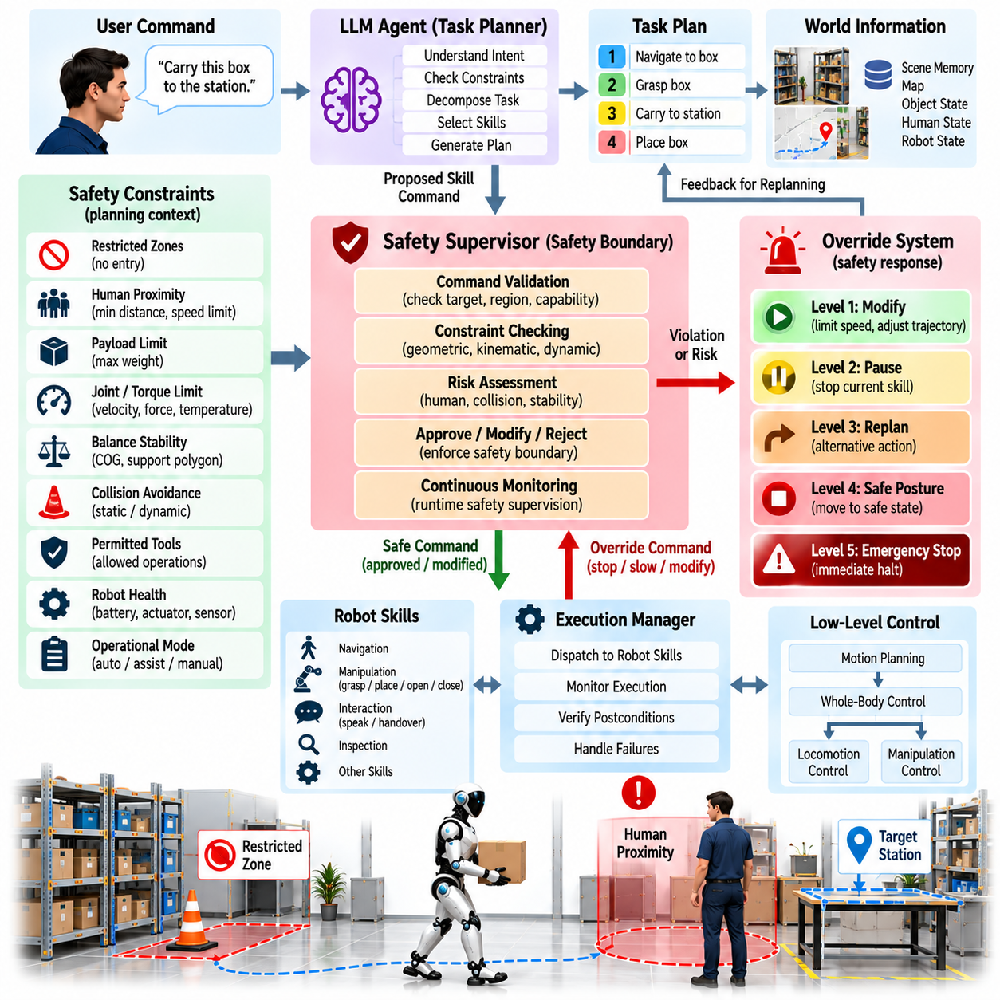 User Command
“Carry this box
to the station.”
LLM Agent (Task Planner)
Understand Intent
Check Constraints
Decompose Task
Select Skills
Generate Plan
Task Plan
1 Navigate to box
2 Grasp box
3 Carry to station
4 Place box
World Information
Scene Memory
Map
Object State
Human State
Robot State
Proposed Skill
Command
Feedback for Replanning
Safety Constraints
(planning context)
Restricted Zones
(no entry)
Human Proximity
(min distance, speed limit)
Payload Limit
(max weight)
Joint / Torque Limit
(velocity, force, temperature)
Balance Stability
(COG, support polygon)
Collision Avoidance
(static / dynamic)
Permitted Tools
(allowed operations)
Robot Health
(battery, actuator, sensor)
Operational Mode
(auto / assist / manual)
Safety Supervisor (Safety Boundary)
Command Validation
(check target, region, capability)
Constraint Checking
(geometric, kinematic, dynamic)
Risk Assessment
(human, collision, stability)
Approve / Modify / Reject
(enforce safety boundary)
Continuous Monitoring
(runtime safety supervision)
Violation
or Risk
Override System
(safety response)
Level 1: Modify
(limit speed, adjust trajectory)
Level 2: Pause
(stop current skill)
Level 3: Replan
(alternative action)
Level 4: Safe Posture
(move to safe state)
Level 5: Emergency Stop
(immediate halt)
Safe Command
(approved / modified)
Override Command
(stop / slow / modify)
Robot Skills
Navigation
Manipulation
(grasp / place / open / close)
Interaction
(speak / handover)
Inspection
Other Skills
Execution Manager
Dispatch to Robot Skills
Monitor Execution
Verify Postconditions
Handle Failures
Low-Level Control
Motion Planning
Whole-Body Control
Locomotion
Control
Manipulation
Control
Restricted
Zone
Human
Proximity
Target
Station